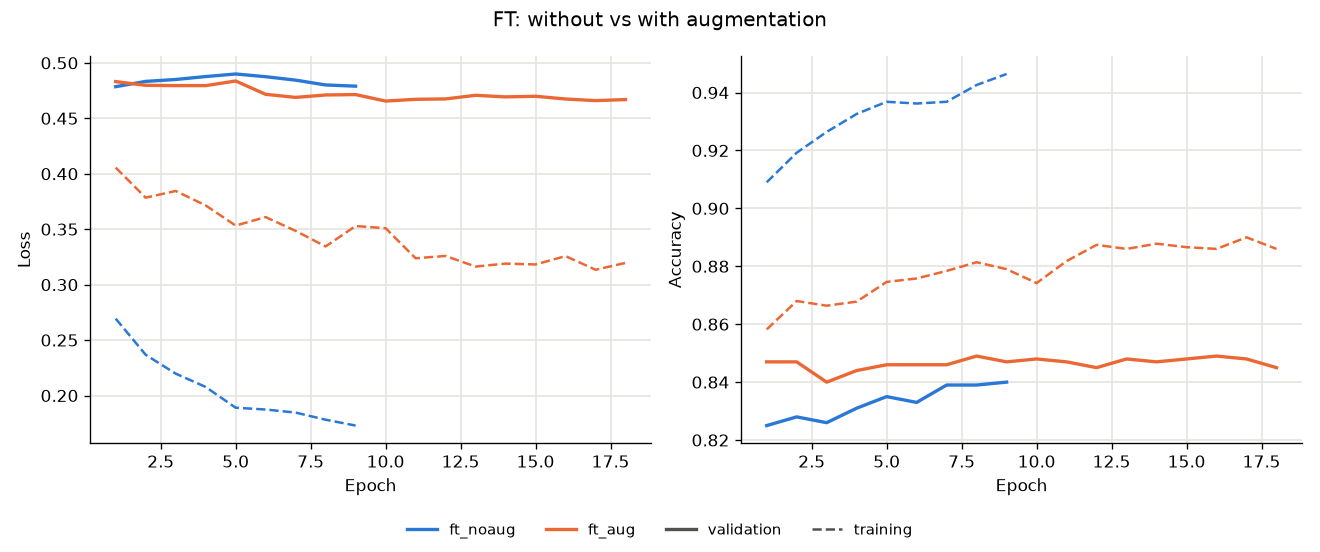 FT: without vs with augmentation
0.50
0.45
0.40
0.35
0.30
0.25
0.20
Loss
2.5 5.0 7.5 10.0 12.5 15.0 17.5
Epoch
0.94
0.92
0.90
0.88
0.86
0.84
0.82
Accuracy
2.5 5.0 7.5 10.0 12.5 15.0 17.5
Epoch
ft_noaug ft_aug validation training